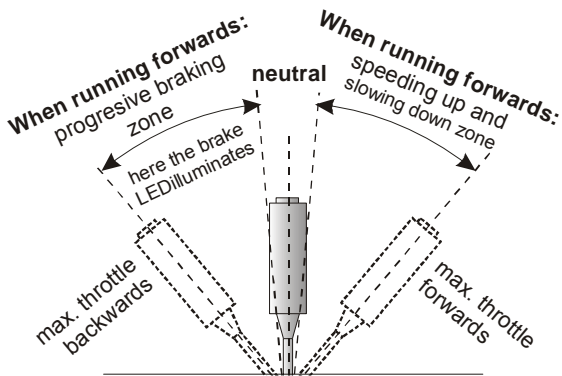 When running forwards:
progresive braking
zone
here the brake
LEDilluminates
neutral
When running forwards:
speeding up and
slowing down zone
max. throttle
backwards
max. throttle
forwards